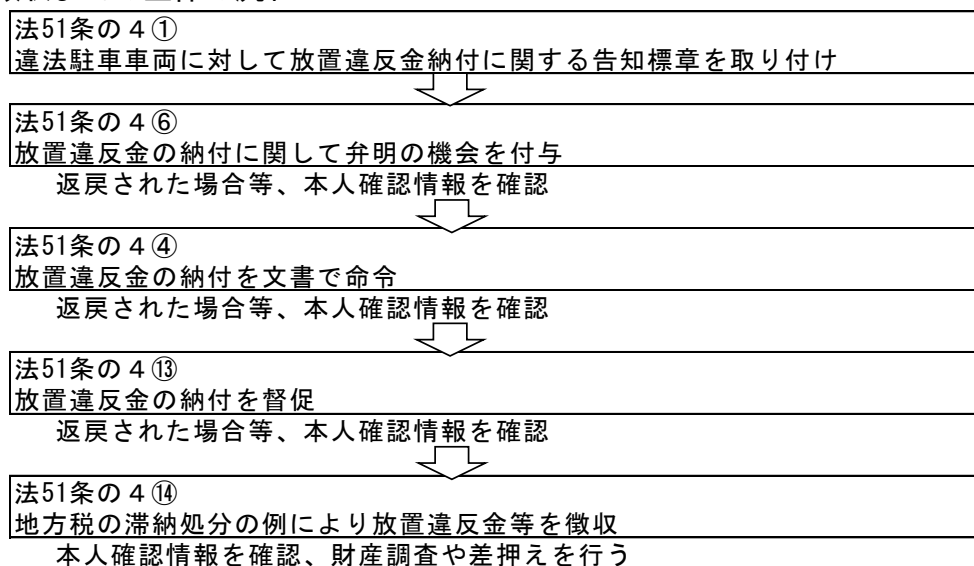 法51条の４①
違法駐車車両に対して放置違反金納付に関する告知標章を取り付け
法51条の４⑥
放置違反金の納付に関して弁明の機会を付与
返戻された場合等、本人確認情報を確認
法51条の４④
放置違反金の納付を文書で命令
返戻された場合等、本人確認情報を確認
法51条の４⑬
放置違反金の納付を督促
返戻された場合等、本人確認情報を確認
法51条の４⑭
地方税の滞納処分の例により放置違反金等を徴収
本人確認情報を確認、財産調査や差押えを行う